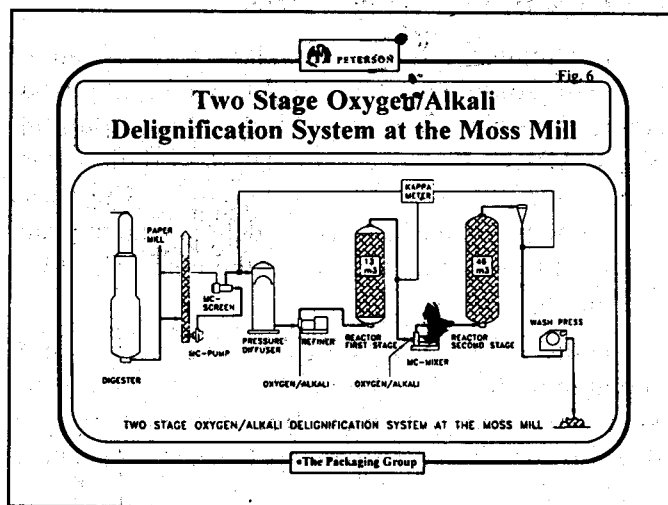 PETERSON
Fig. 6
Two Stage Oxygen/Alkali
Delignification System at the Moss Mill
KAPPA
METER
PAPER
MILL
13
m3
46
m3
MC-
SCREEN
WASH PRESS
MC-PUMP
PRESSURE
DIFFUSER
REFINER
REACTOR
FIRST STAGE
MC-MIXER
REACTOR
SECOND STAGE
DIGESTER
OXYGEN/ALKALI
OXYGEN/ALKALI
TWO STAGE OXYGEN/ALKALI DELIGNIFICATION SYSTEM AT THE MOSS MILL
•The Packaging Group